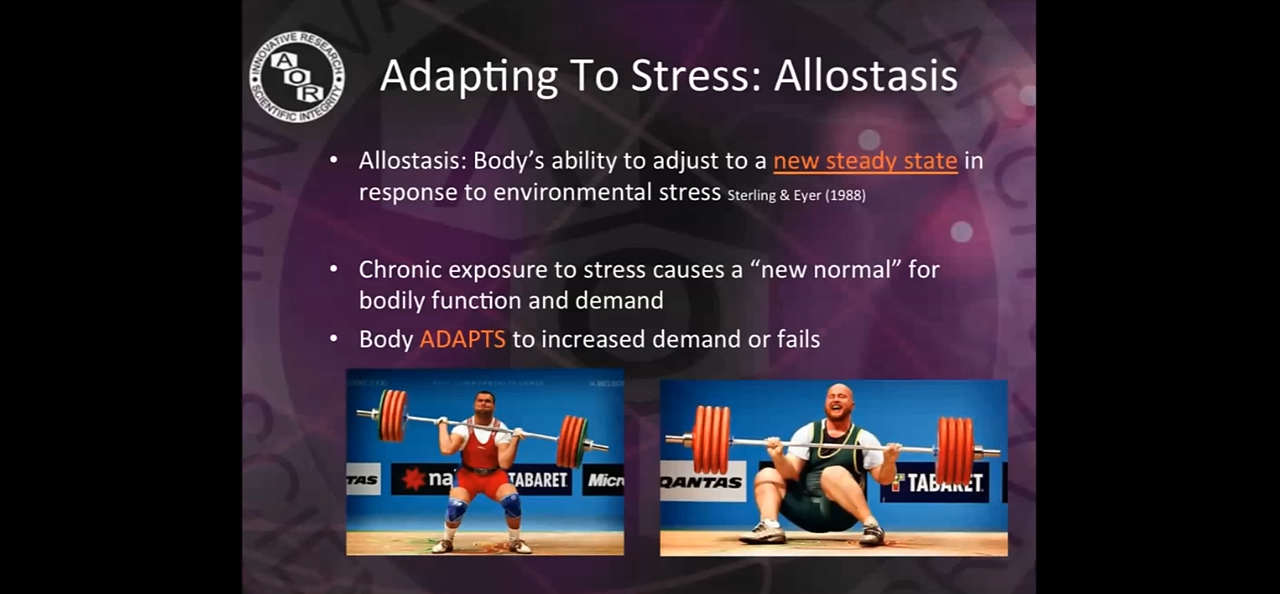 INNOVATIVE RESEARCH
AOR
SCIENTIFIC INTEGRITY
Adapting To Stress: Allostasis
• Allostasis: Body’s ability to adjust to a new steady state in
response to environmental stress Sterling & Eyer (1988)
• Chronic exposure to stress causes a “new normal” for
bodily function and demand
• Body ADAPTS to increased demand or fails
TAS
TABARET
Micr
QANTAS
TABARET